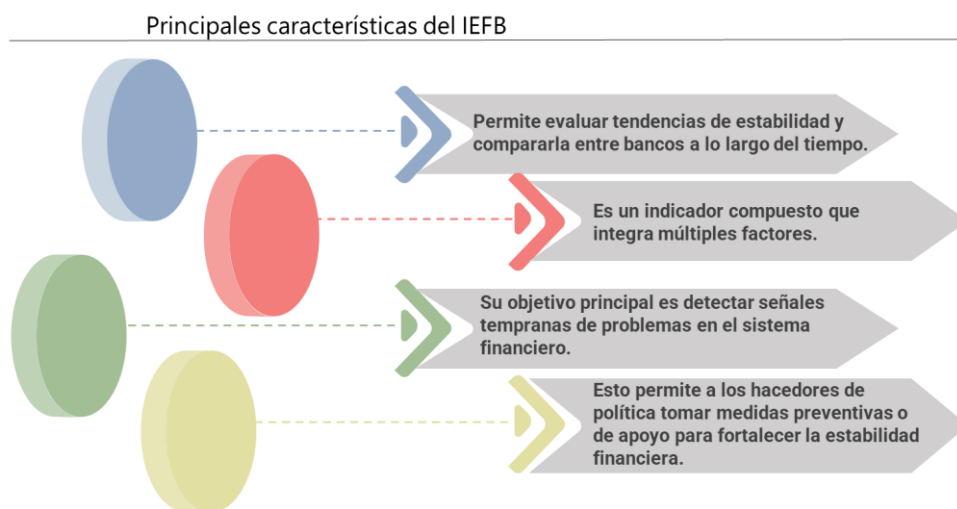 Principales características del IEFB
Permite evaluar tendencias de estabilidad y
compararla entre bancos a lo largo del tiempo.
Es un indicador compuesto que
integra múltiples factores.
Su objetivo principal es detectar señales
tempranas de problemas en el sistema
financiero.
Esto permite a los hacedores de
política tomar medidas preventivas o
de apoyo para fortalecer la estabilidad
financiera.